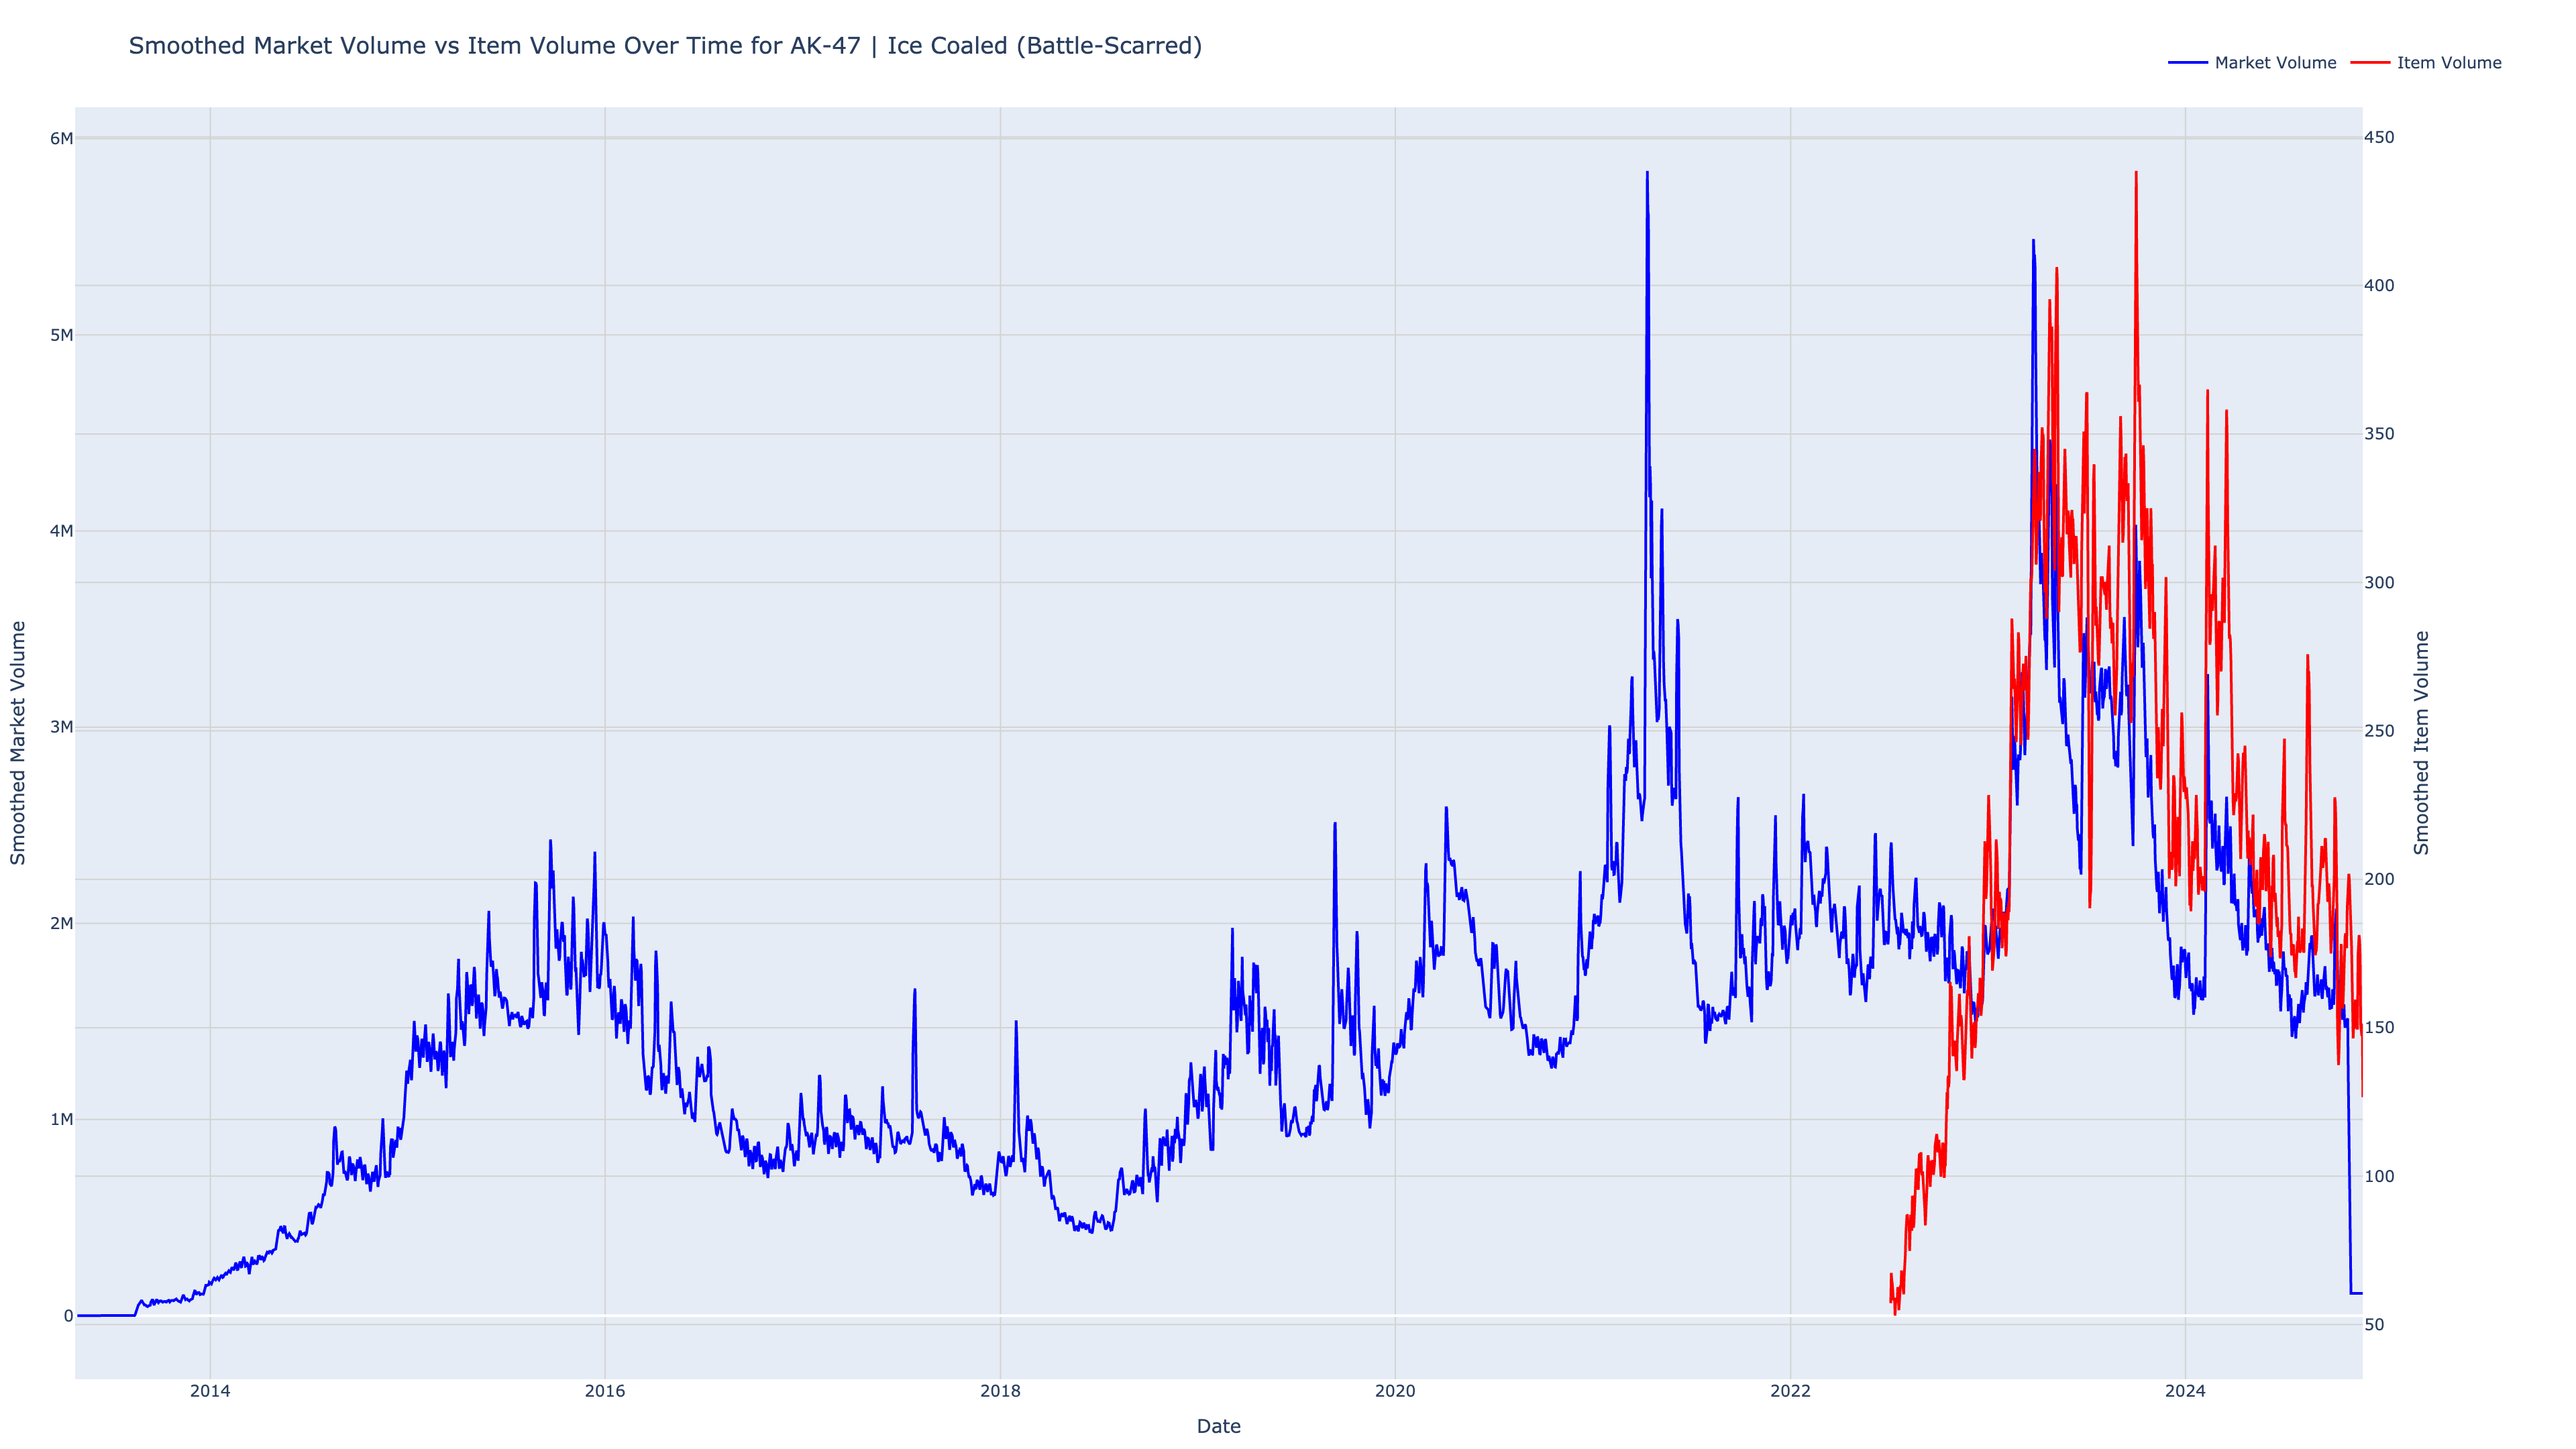 Smoothed Market Volume vs Item Volume Over Time for AK-47 | Ice Coaled (Battle-Scarred)
Market Volume
Item Volume
6M
5M
4M
3M
2M
1M
0
Smoothed Market Volume
450
400
350
300
250
200
150
100
50
Smoothed Item Volume
2014
2016
2018
2020
2022
2024
Date